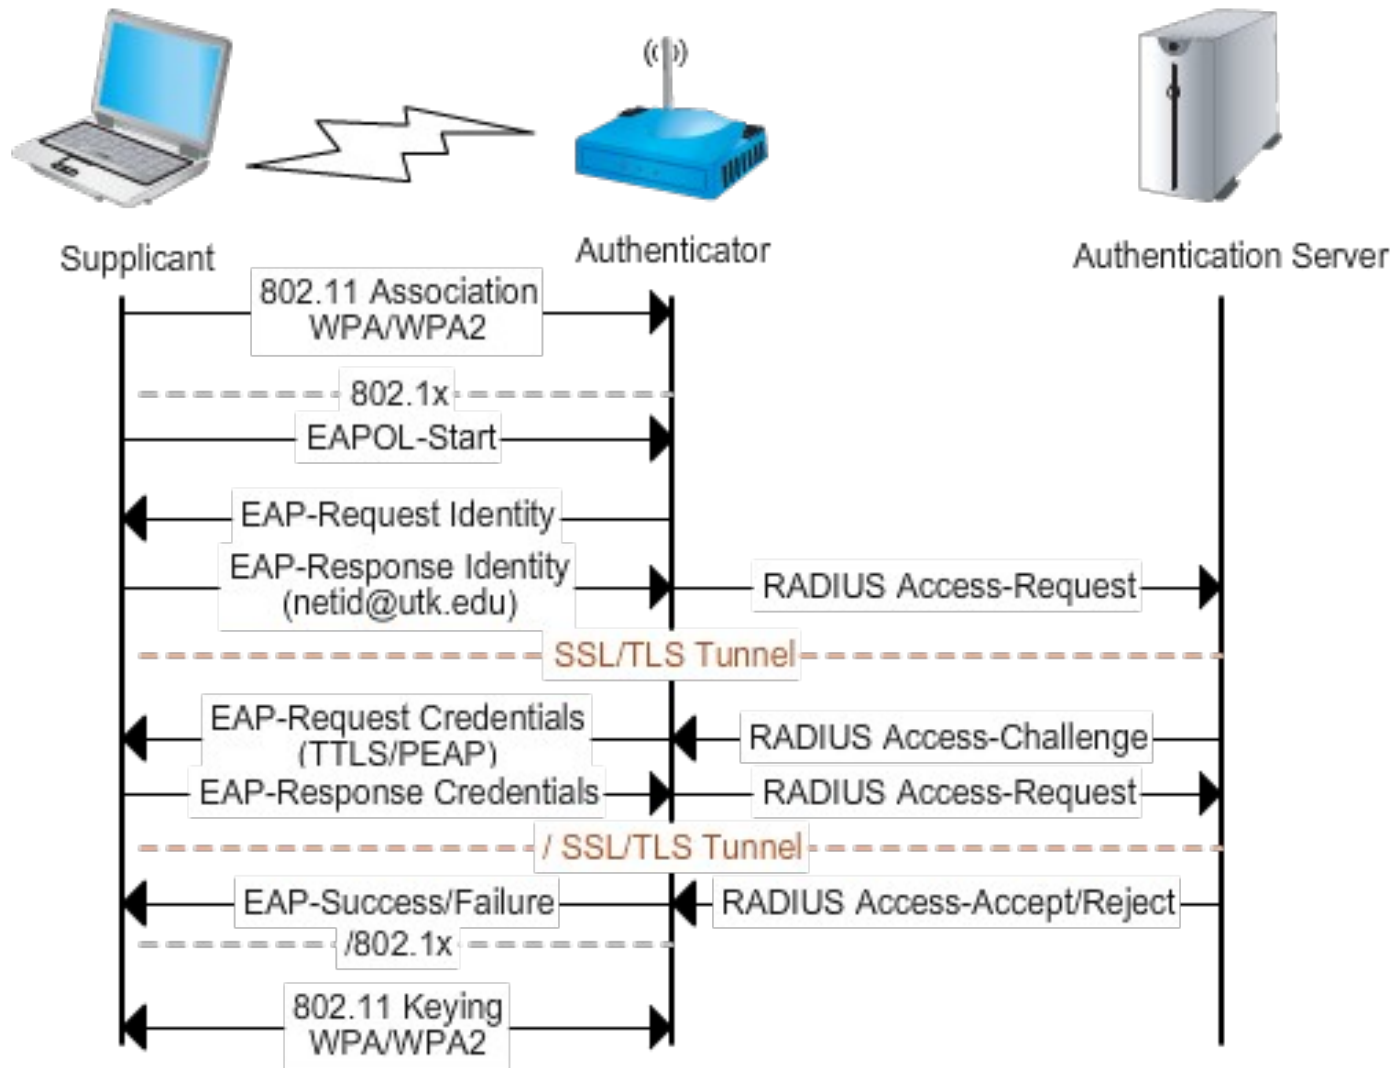 Supplicant
Authenticator
Authentication Server
802.11 Association
WPA/WPA2
802.1x
EAPOL-Start
EAP-Request Identity
EAP-Response Identity
(netid@utk.edu)
RADIUS Access-Request
SSL/TLS Tunnel
EAP-Request Credentials
(TTLS/PEAP)
RADIUS Access-Challenge
EAP-Response Credentials
RADIUS Access-Request
/ SSL/TLS Tunnel
EAP-Success/Failure
RADIUS Access-Accept/Reject
/802.1x
802.11 Keying
WPA/WPA2